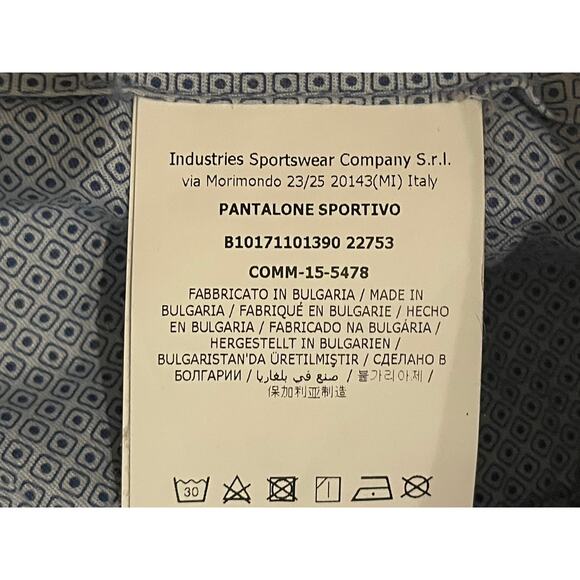 Industries Sportswear Company S.r.l.
via Morimondo 23/25 20143(MI) Italy
PANTALONE SPORTIVO
B10171101390 22753
COMM-15-5478
FABBRICATO IN BULGARIA / MADE IN
BULGARIA / FABRIQUÉ EN BULGARIE / HECHO
EN BULGARIA / FABRICADO NA BULGÁRIA /
HERGESTELLT IN BULGARIEN /
BULGARISTAN'DA ÜRETILMIŞTIR / СДЕЛАНО В
БОЛГАРИИ / صنع في بلغاريا / 불가리아제 /
保加利亚制造
30